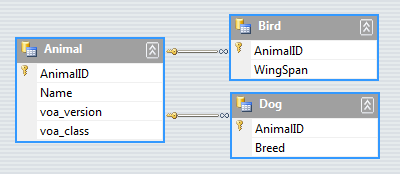 Animal
AnimalID
Name
voa_version
voa_class
Bird
AnimalID
WingSpan
Dog
AnimalID
Breed